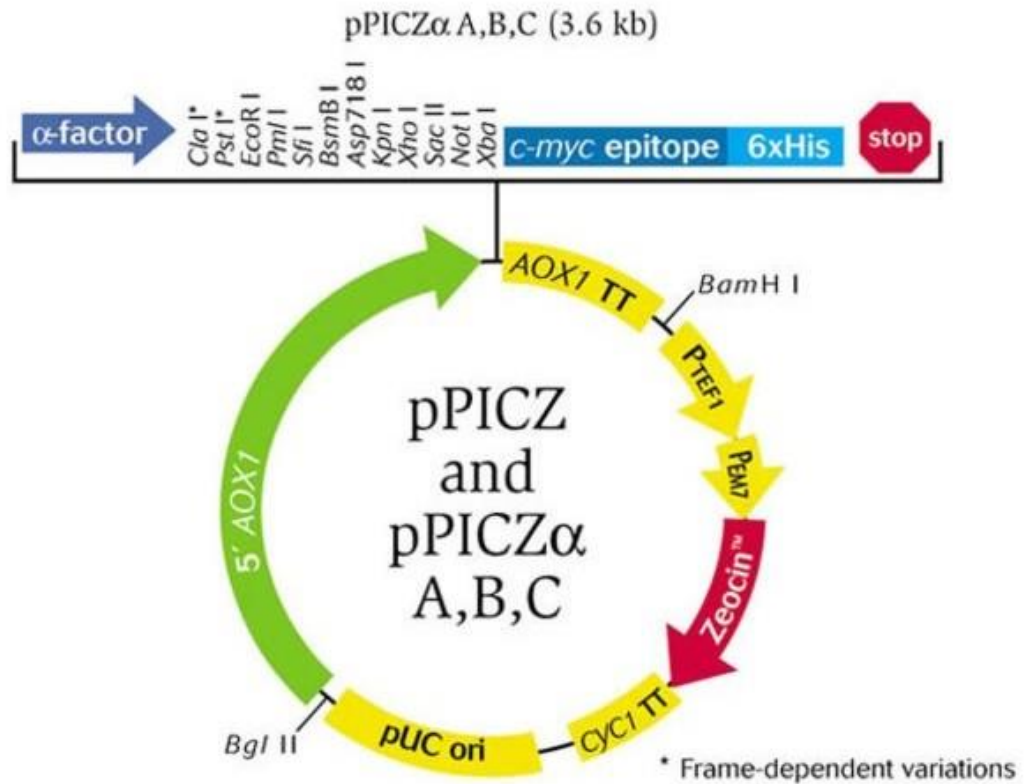 pPICZα A,B,C (3.6 kb)
α-factor
Cla I*
Pst I*
EcoR I
Pml I
Sfi I
BsmB I
Asp718 I
Kpn I
Xho I
Sac II
Not I
Xba I
c-myc epitope
6xHis
stop
AOX1 TT
BamH I
PTEF1
PEM7
Zeocin™
CYC1 TT
pUC ori
Bgl II
5′ AOX1
pPICZ
and
pPICZα
A,B,C
* Frame-dependent variations